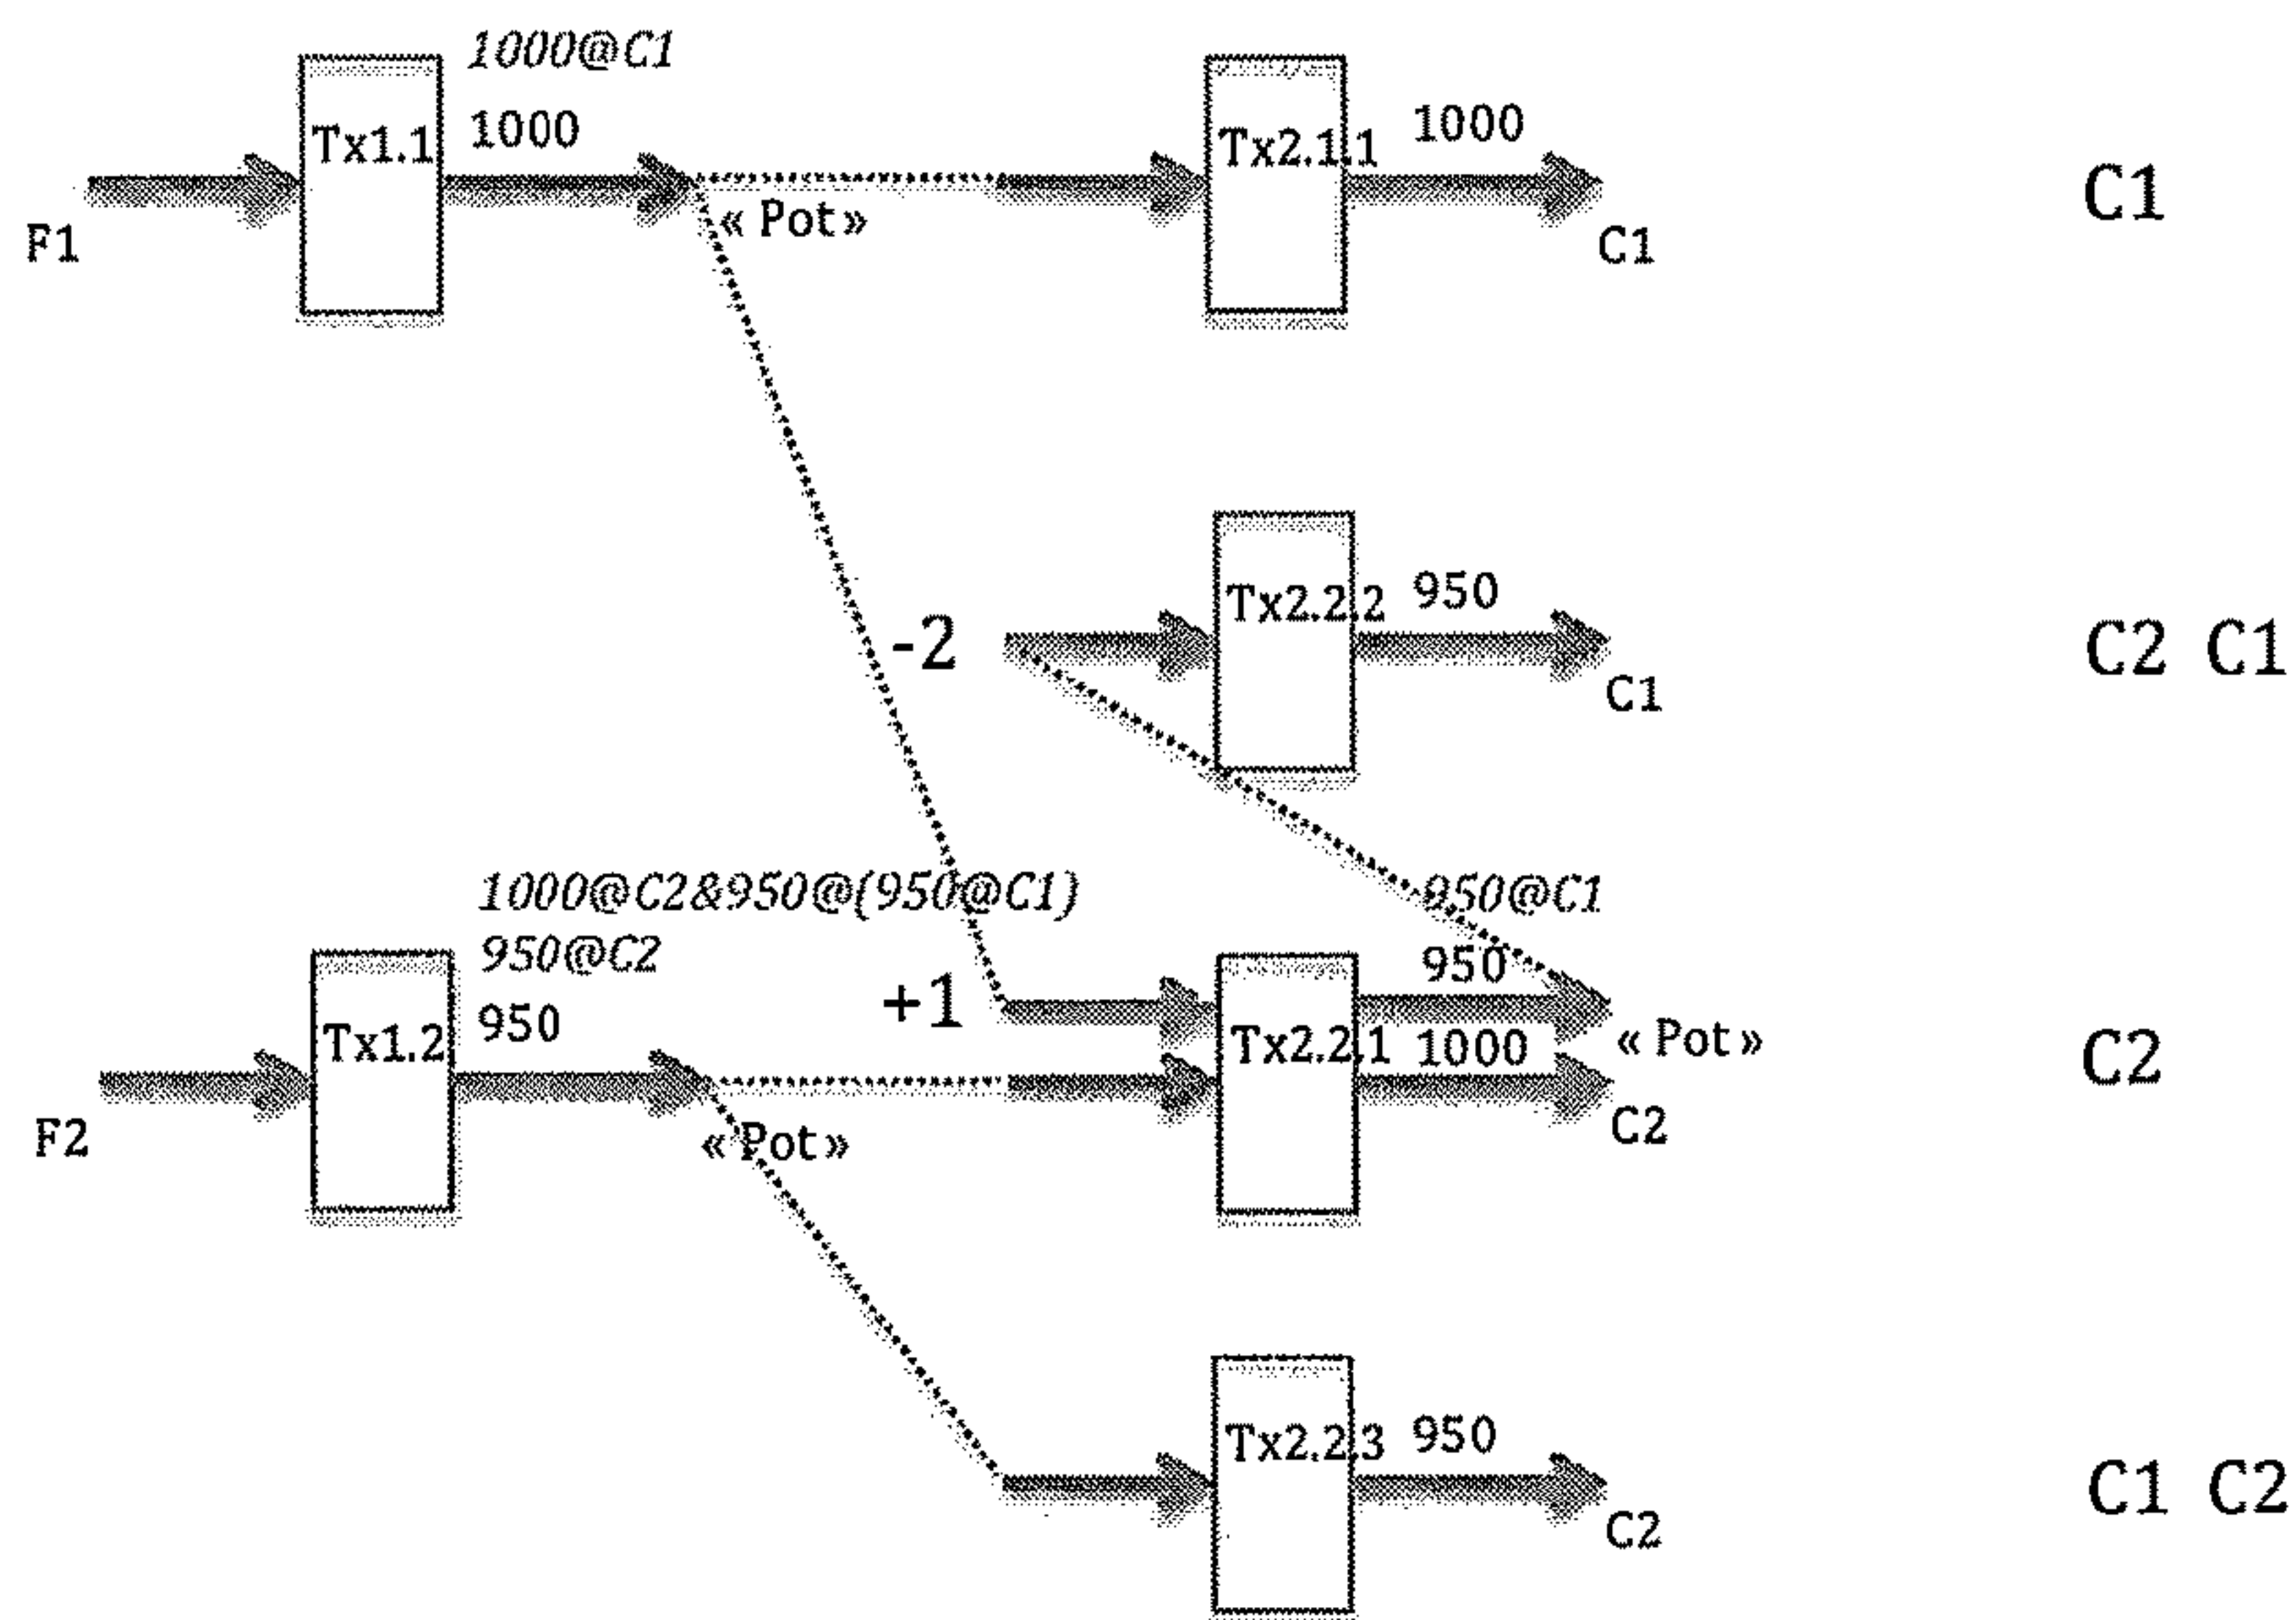 1000@C1
Tx1.1 1000
F1
« Pot »
Tx2.1.1 1000
C1
C1
-2
Tx2.2.2 950
C1
C2 C1
1000@C2&950@(950@C1)
950@C2
Tx1.2 950
F2
« Pot »
+1
950@C1
950
Tx2.2.1 1000
« Pot »
C2
C2
Tx2.2.3 950
C2
C1 C2